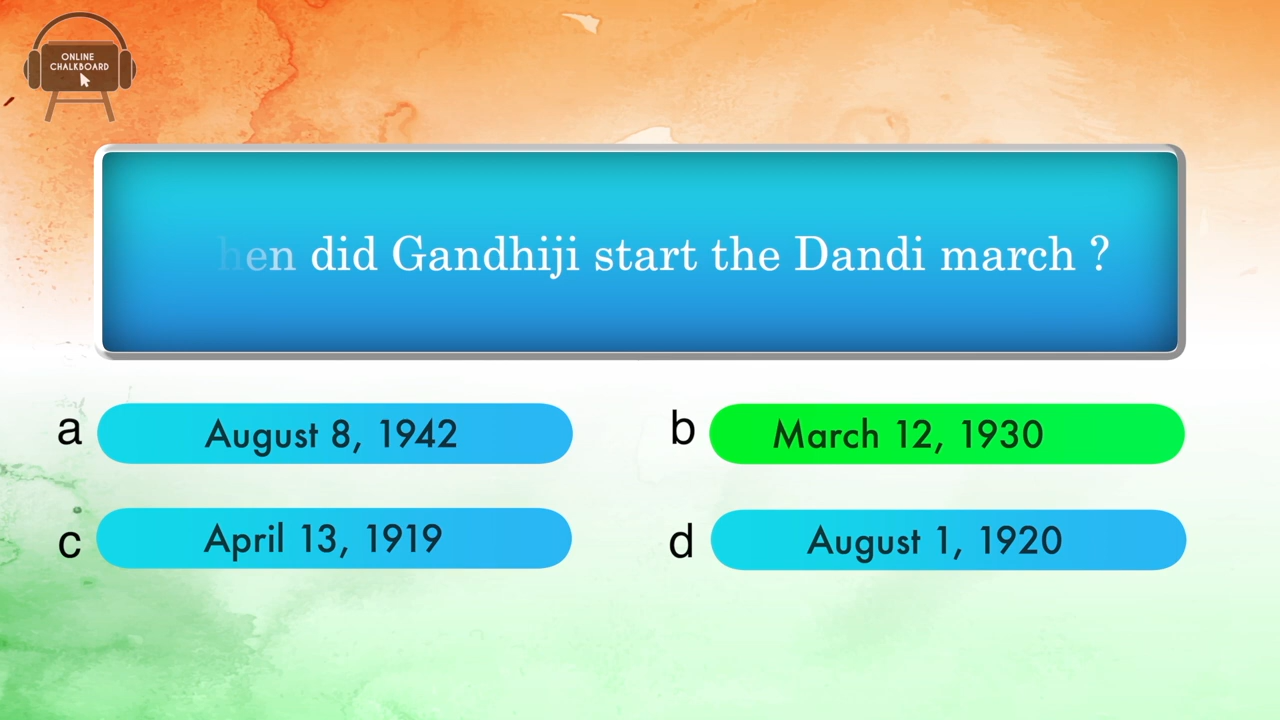 ONLINE
CHALKBOARD
hen did Gandhiji start the Dandi march ?
a August 8, 1942
b March 12, 1930
c April 13, 1919
d August 1, 1920